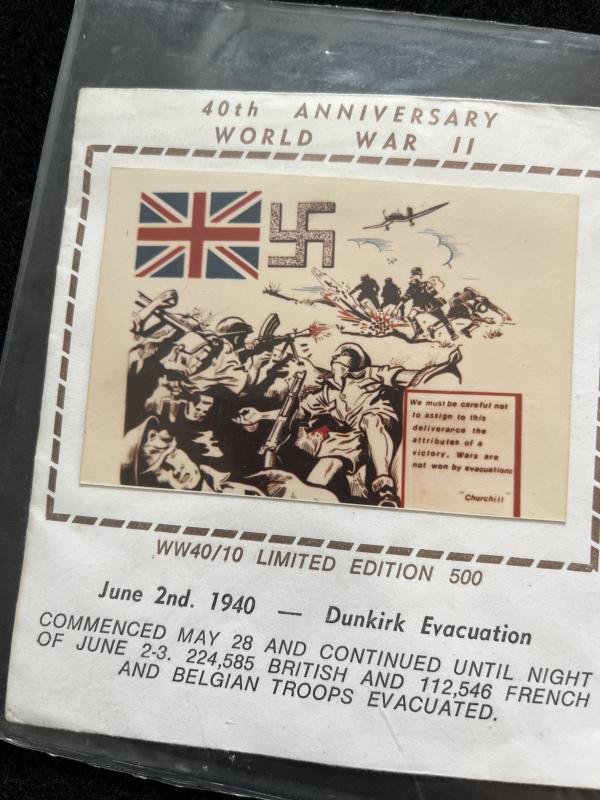 40th ANNIVERSARY
WORLD WAR II
We must be careful not
to assign to this
deliverance the
attributes of a
victory. Wars are
not won by evacuations
"Churchill"
WW40/10 LIMITED EDITION 500
June 2nd. 1940 — Dunkirk Evacuation
COMMENCED MAY 28 AND CONTINUED UNTIL NIGHT
OF JUNE 2-3. 224,585 BRITISH AND 112,546 FRENCH
AND BELGIAN TROOPS EVACUATED.